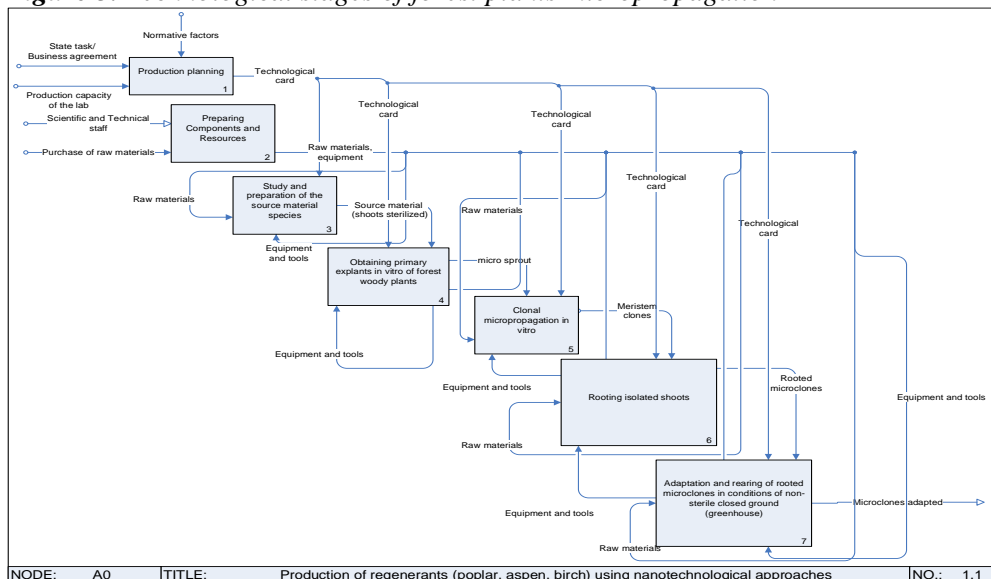 Normative factors
State task/
Business agreement
Production planning
1
Technological
card
Production capacity
of the lab
Technological
card
Technological
card
Scientific and Technical
staff
Preparing
Components and
Resources
2
Purchase of raw materials
Raw materials,
equipment
Technological
card
Study and
preparation of the
source material
species
3
Raw materials
Source material
(shoots sterilized)
Raw materials
Technological
card
Equipment
and tools
Obtaining primary
explants in vitro of forest
woody plants
4
micro sprout
Clonal
micropropagation in
vitro
5
Meristem
clones
Equipment and tools
Equipment and tools
Rooting isolated shoots
6
Rooted
microclones
Equipment and tools
Raw materials
Adaptation and rearing of rooted
microclones in conditions of non-
sterile closed ground
(greenhouse)
7
Microclones adapted
Equipment and tools
Raw materials
NODE: A0 TITLE: Production of regenerants (poplar, aspen, birch) using nanotechnological approaches NO.: 1.1